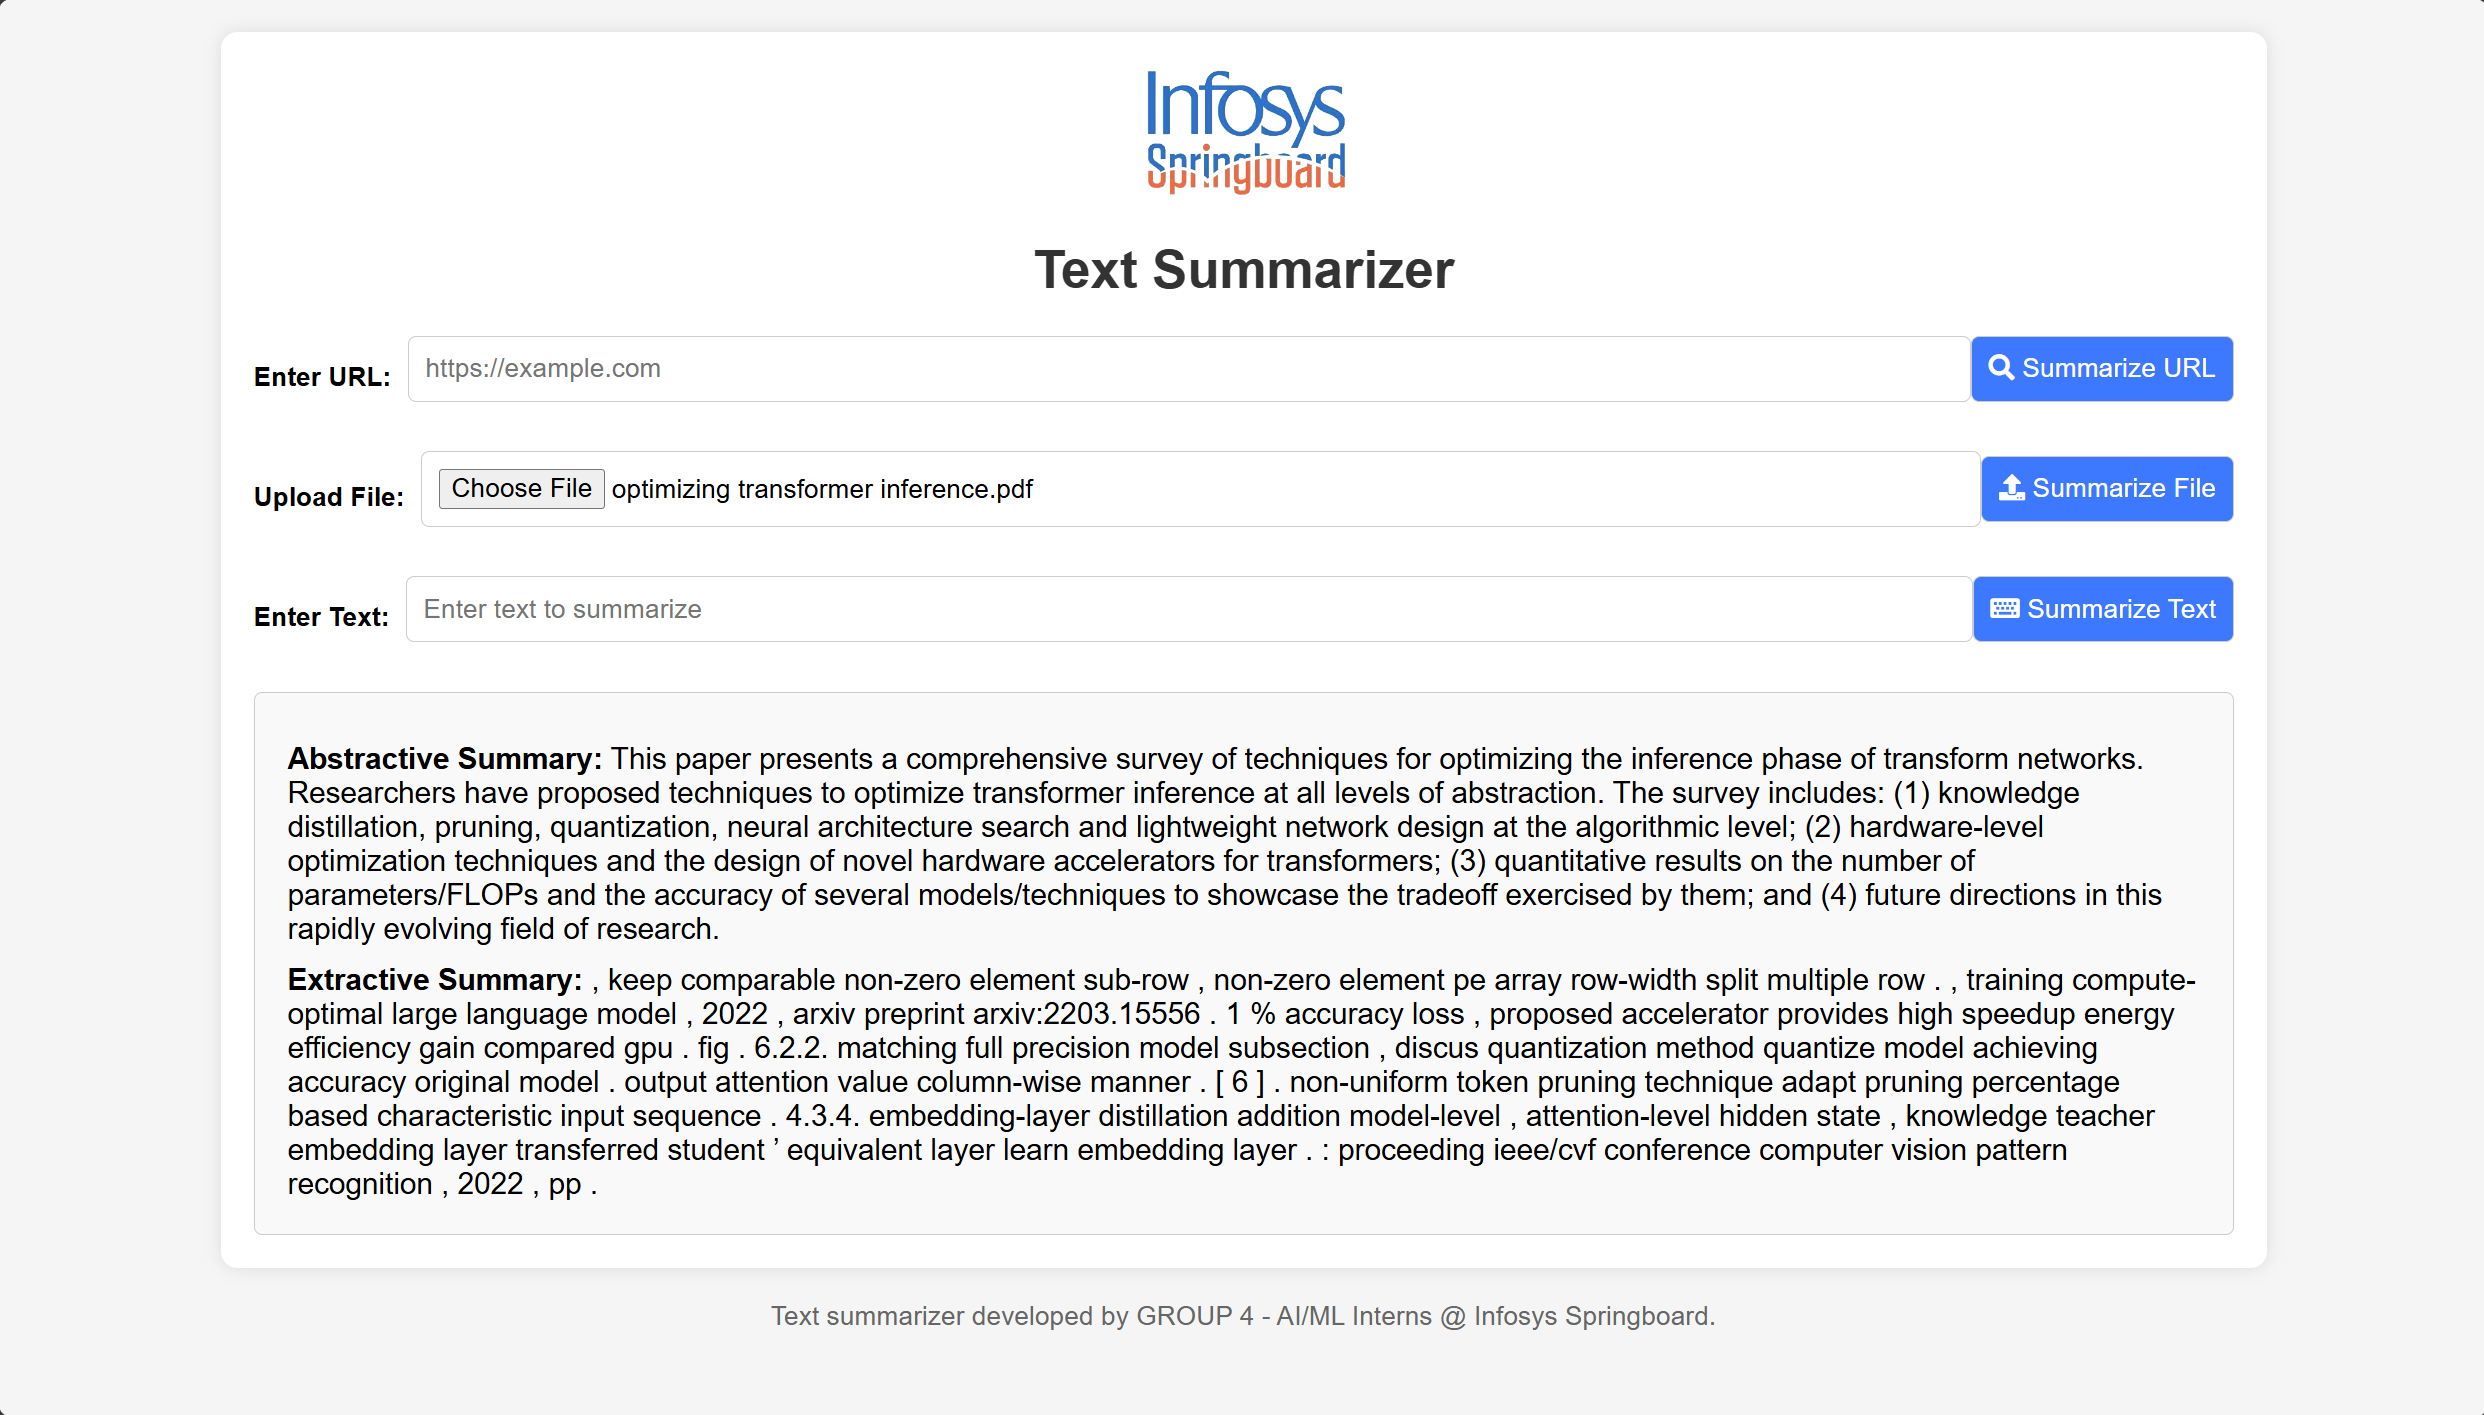 Infosys
Springboard
Text Summarizer
Enter URL: https://example.com Summarize URL
Upload File: Choose File optimizing transformer inference.pdf Summarize File
Enter Text: Enter text to summarize Summarize Text
Abstractive Summary: This paper presents a comprehensive survey of techniques for optimizing the inference phase of transform networks.
Researchers have proposed techniques to optimize transformer inference at all levels of abstraction. The survey includes: (1) knowledge
distillation, pruning, quantization, neural architecture search and lightweight network design at the algorithmic level; (2) hardware-level
optimization techniques and the design of novel hardware accelerators for transformers; (3) quantitative results on the number of
parameters/FLOPs and the accuracy of several models/techniques to showcase the tradeoff exercised by them; and (4) future directions in this
rapidly evolving field of research.
Extractive Summary: , keep comparable non-zero element sub-row , non-zero element pe array row-width split multiple row . , training compute-
optimal large language model , 2022 , arxiv preprint arxiv:2203.15556 . 1 % accuracy loss , proposed accelerator provides high speedup energy
efficiency gain compared gpu . fig . 6.2.2. matching full precision model subsection , discus quantization method quantize model achieving
accuracy original model . output attention value column-wise manner . [ 6 ] . non-uniform token pruning technique adapt pruning percentage
based characteristic input sequence . 4.3.4. embedding-layer distillation addition model-level , attention-level hidden state , knowledge teacher
embedding layer transferred student ’ equivalent layer learn embedding layer . : proceeding ieee/cvf conference computer vision pattern
recognition , 2022 , pp .
Text summarizer developed by GROUP 4 - AI/ML Interns @ Infosys Springboard.